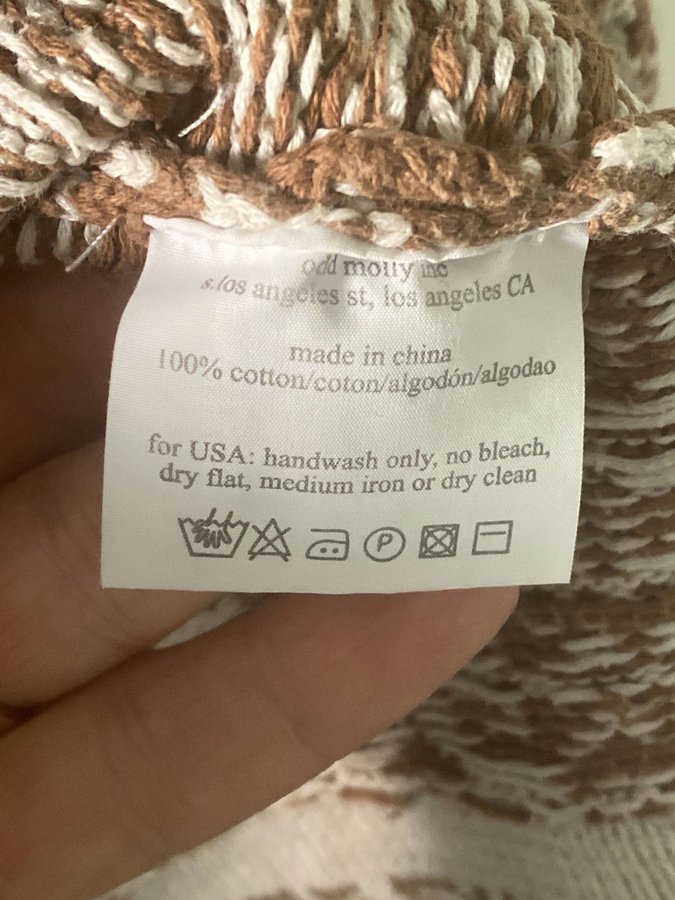 odd molly inc
s.los angeles st, los angeles CA
made in china
100% cotton/coton/algodón/algodao
for USA: handwash only, no bleach,
dry flat, medium iron or dry clean
P